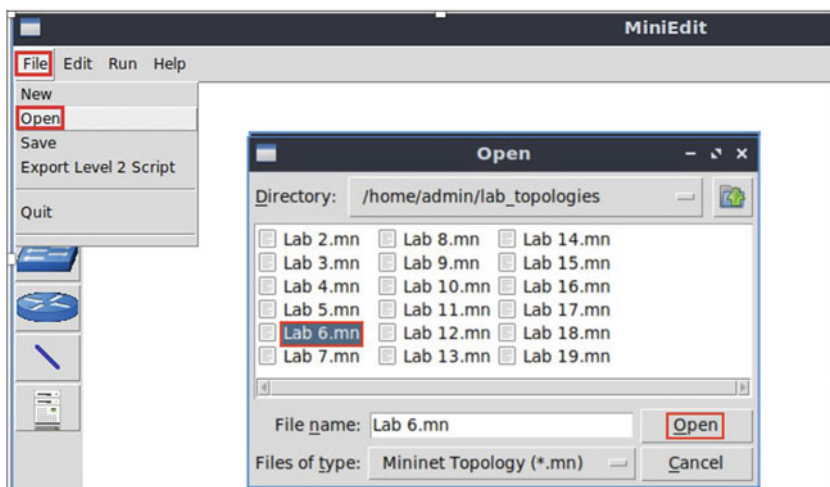 MiniEdit
File Edit Run Help
New
Open
Save
Export Level 2 Script
Quit
Open
Directory: /home/admin/lab_topologies
Lab 2.mn Lab 8.mn Lab 14.mn
Lab 3.mn Lab 9.mn Lab 15.mn
Lab 4.mn Lab 10.mn Lab 16.mn
Lab 5.mn Lab 11.mn Lab 17.mn
Lab 6.mn Lab 12.mn Lab 18.mn
Lab 7.mn Lab 13.mn Lab 19.mn
File name: Lab 6.mn Open
Files of type: Mininet Topology (*.mn) Cancel